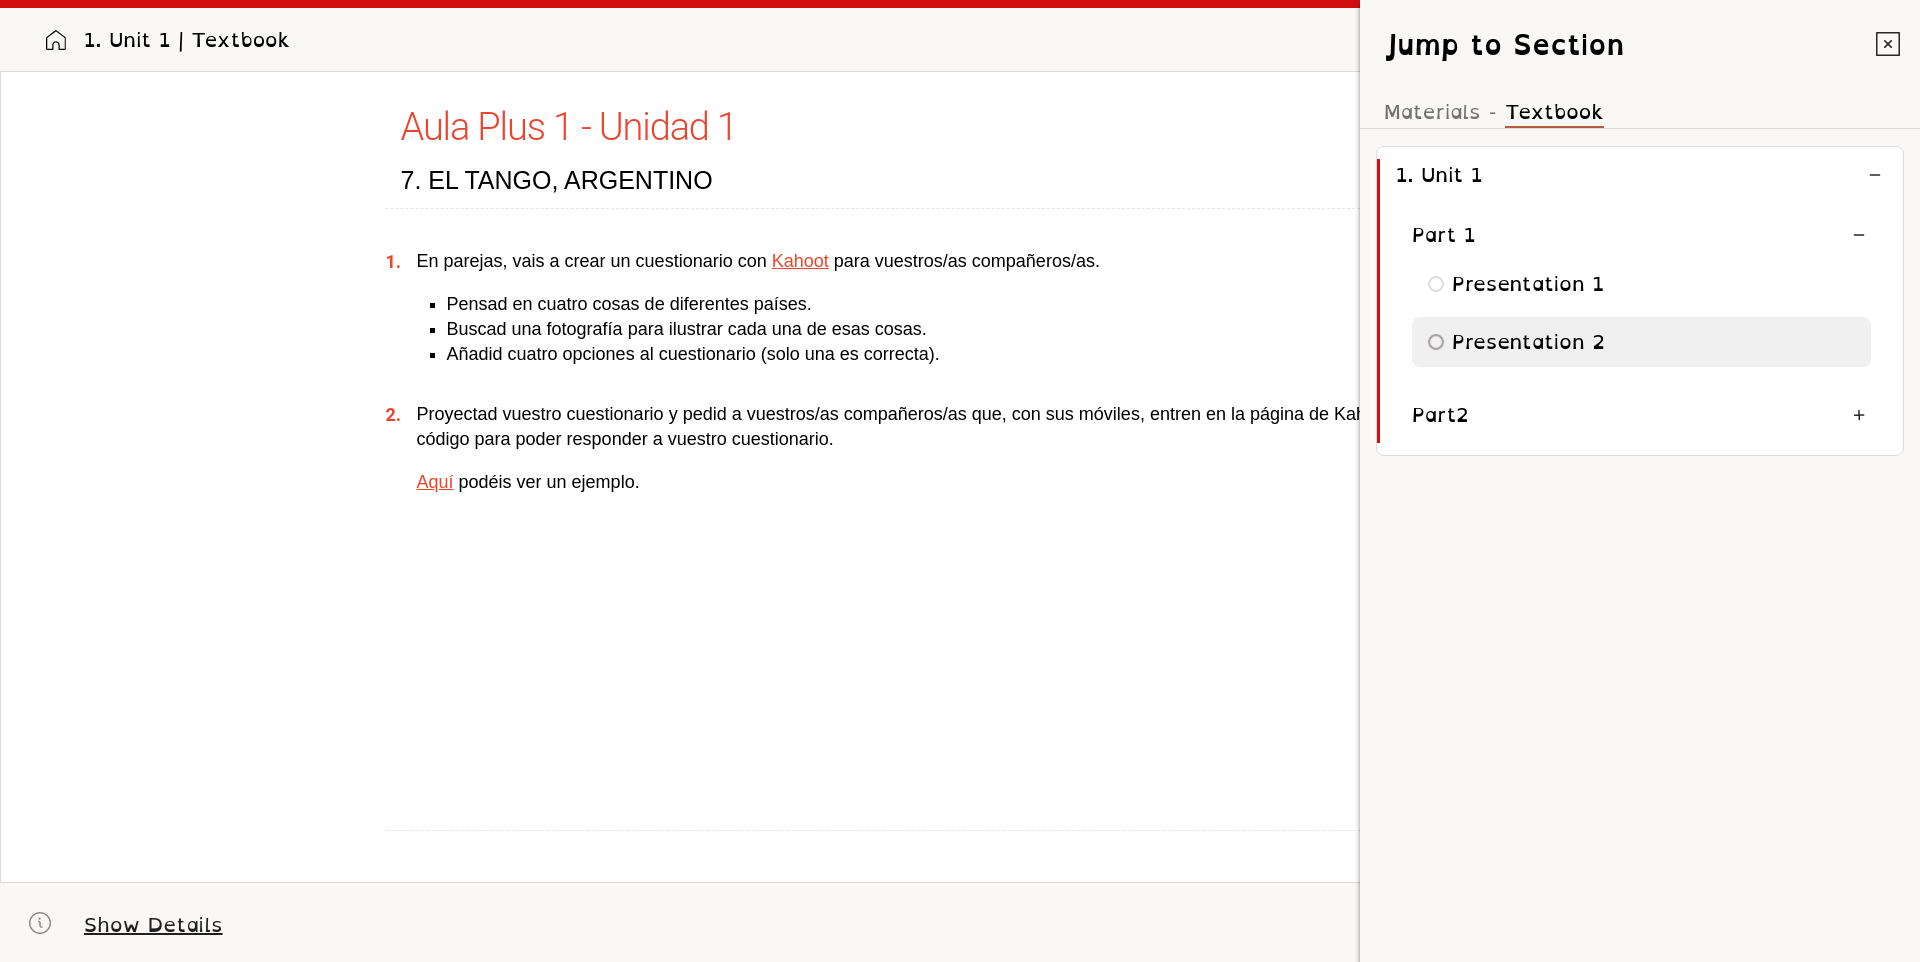 1. Unit 1 | Textbook
Aula Plus 1 - Unidad 1
7. EL TANGO, ARGENTINO
1. En parejas, vais a crear un cuestionario con Kahoot para vuestros/as compañeros/as.
Pensad en cuatro cosas de diferentes países.
Buscad una fotografía para ilustrar cada una de esas cosas.
Añadid cuatro opciones al cuestionario (solo una es correcta).
2. Proyectad vuestro cuestionario y pedid a vuestros/as compañeros/as que, con sus móviles, entren en la página de
código para poder responder a vuestro cuestionario.
Aquí podéis ver un ejemplo.
Show Details
Jump to Section
Materials - Textbook
1. Unit 1
Part 1
Presentation 1
Presentation 2
Part2